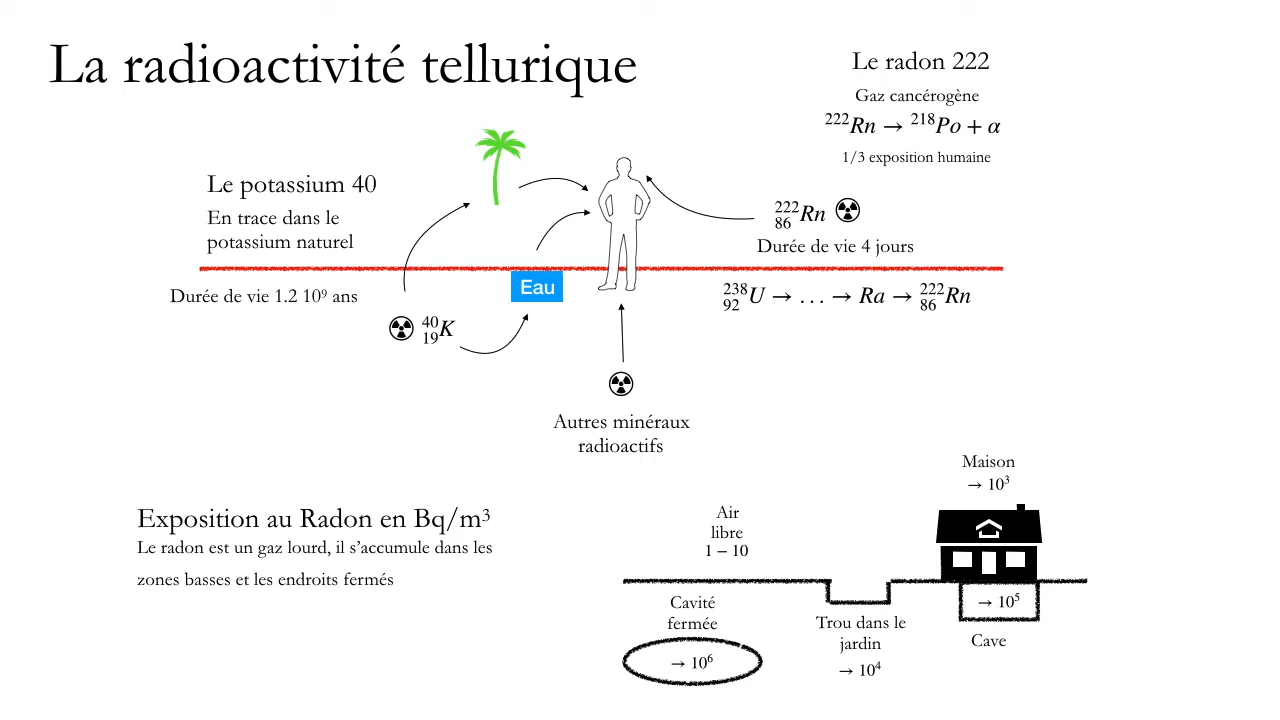 La radioactivité tellurique
Le radon 222
Gaz cancérogène
²²²Rn → ²¹⁸Po + α
1/3 exposition humaine
Le potassium 40
En trace dans le
potassium naturel
²²²₈₆Rn
Durée de vie 4 jours
Durée de vie 1.2 10⁹ ans
Eau
²³⁸₉₂U → . . . → Ra → ²²²₈₆Rn
⁴⁰₁₉K
Autres minéraux
radioactifs
Exposition au Radon en Bq/m³
Le radon est un gaz lourd, il s’accumule dans les
zones basses et les endroits fermés
Air
libre
1 – 10
Maison
→ 10³
Cavité
fermée
→ 10⁶
Trou dans le
jardin
→ 10⁴
→ 10⁵
Cave